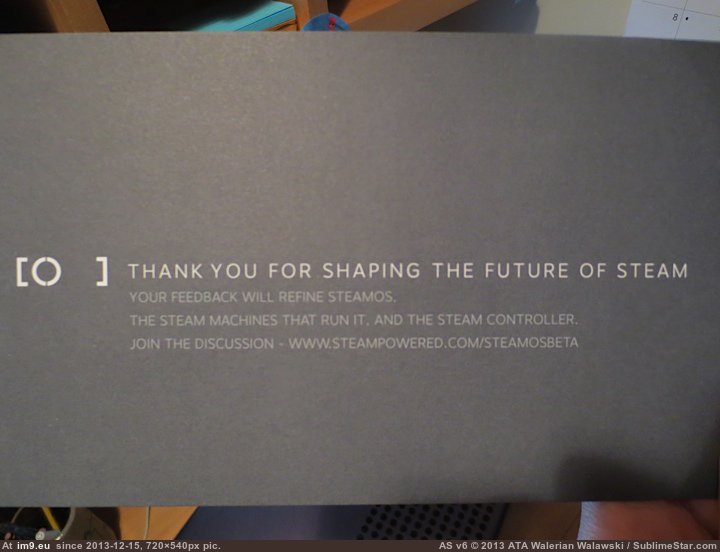 8
[O ] THANK YOU FOR SHAPING THE FUTURE OF STEAM
YOUR FEEDBACK WILL REFINE STEAMOS,
THE STEAM MACHINES THAT RUN IT, AND THE STEAM CONTROLLER.
JOIN THE DISCUSSION - WWW.STEAMPOWERED.COM/STEAMOSBETA
At im9.eu since 2013-12-15, 720×540px pic.
AS v6 © 2013 ATA Walerian Walawski / SublimeStar.com